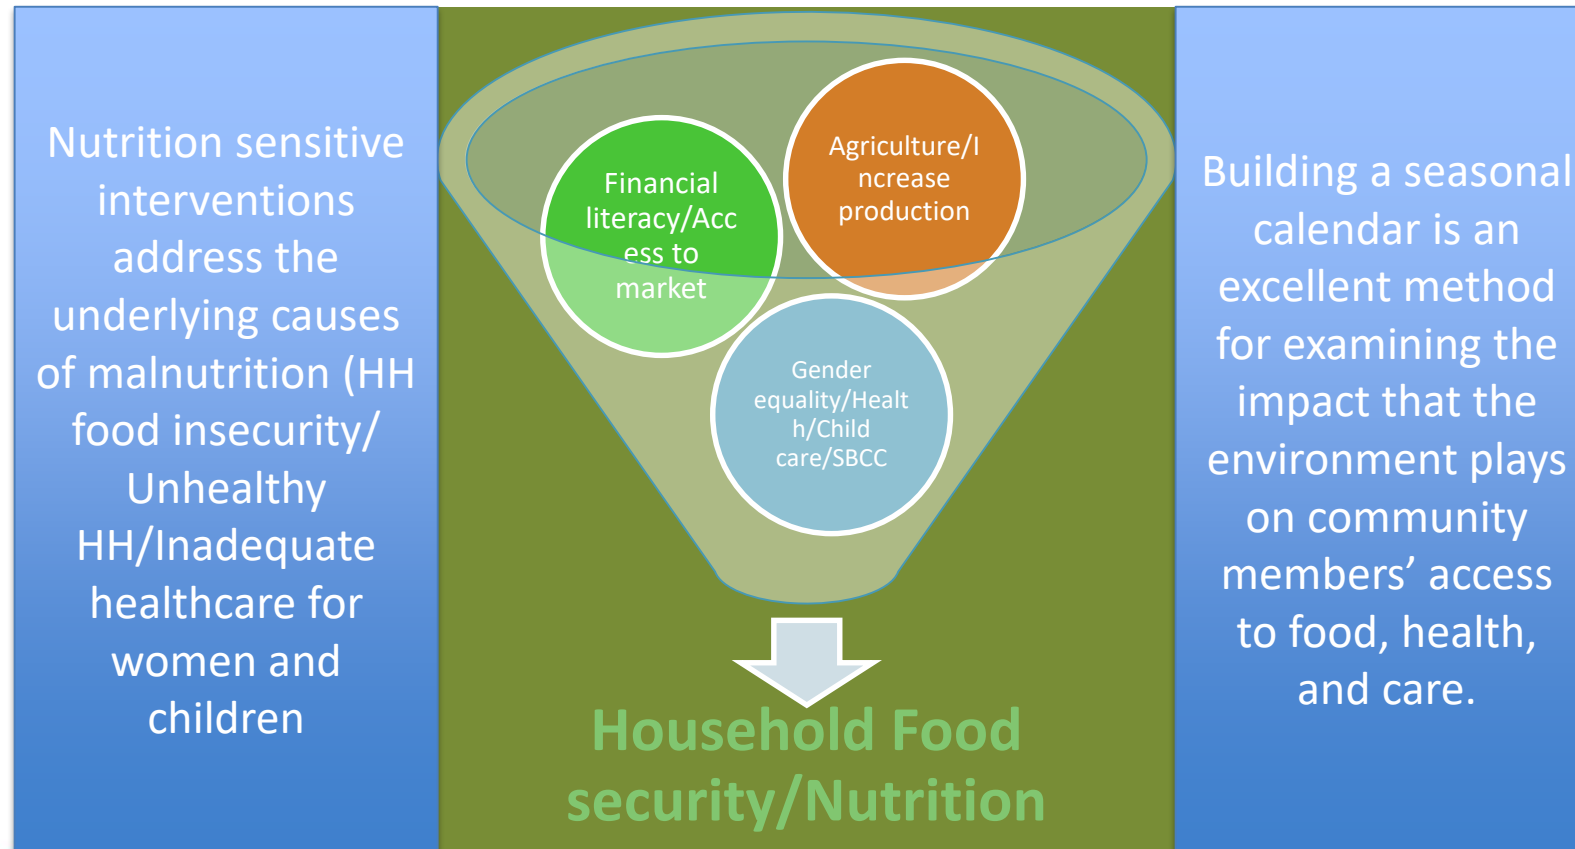 Nutrition sensitive
interventions
address the
underlying causes
of malnutrition (HH
food insecurity/
Unhealthy
HH/Inadequate
healthcare for
women and
children
Financial
literacy/Acc
ess to
market
Agriculture/I
ncrease
production
Gender
equality/Healt
h/Child
care/SBCC
Household Food
security/Nutrition
Building a seasonal
calendar is an
excellent method
for examining the
impact that the
environment plays
on community
members’ access
to food, health,
and care.